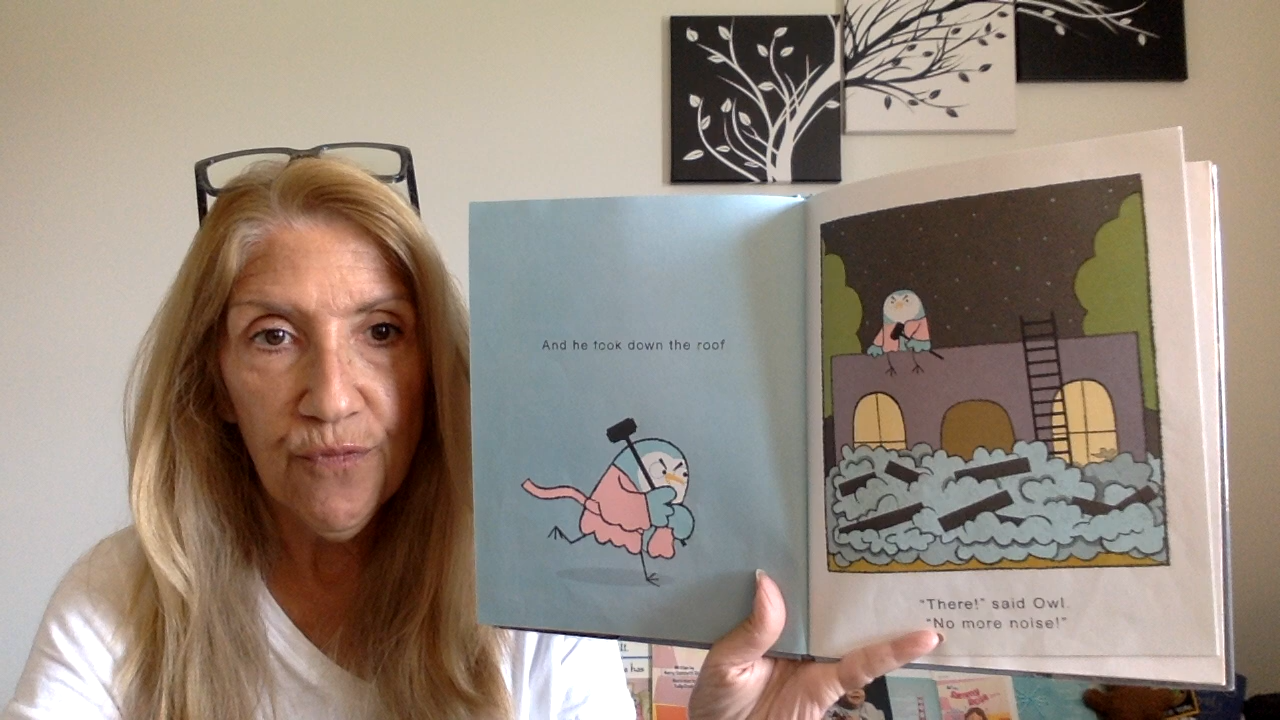 And he took down the roof
"There!" said Owl.
"No more noise!"